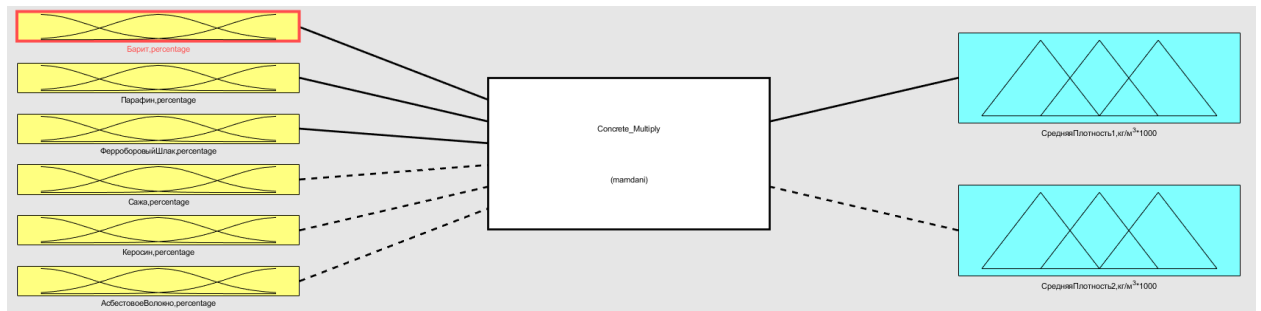 Барит,percentage
Парафин,percentage
ФерроборовыйШлак,percentage
Сажа,percentage
Керосин,percentage
АсбестовоеВолокно,percentage
Concrete_Multiply
(mamdani)
СредняяПлотность1,кг/м³*1000
СредняяПлотность2,кг/м³*1000